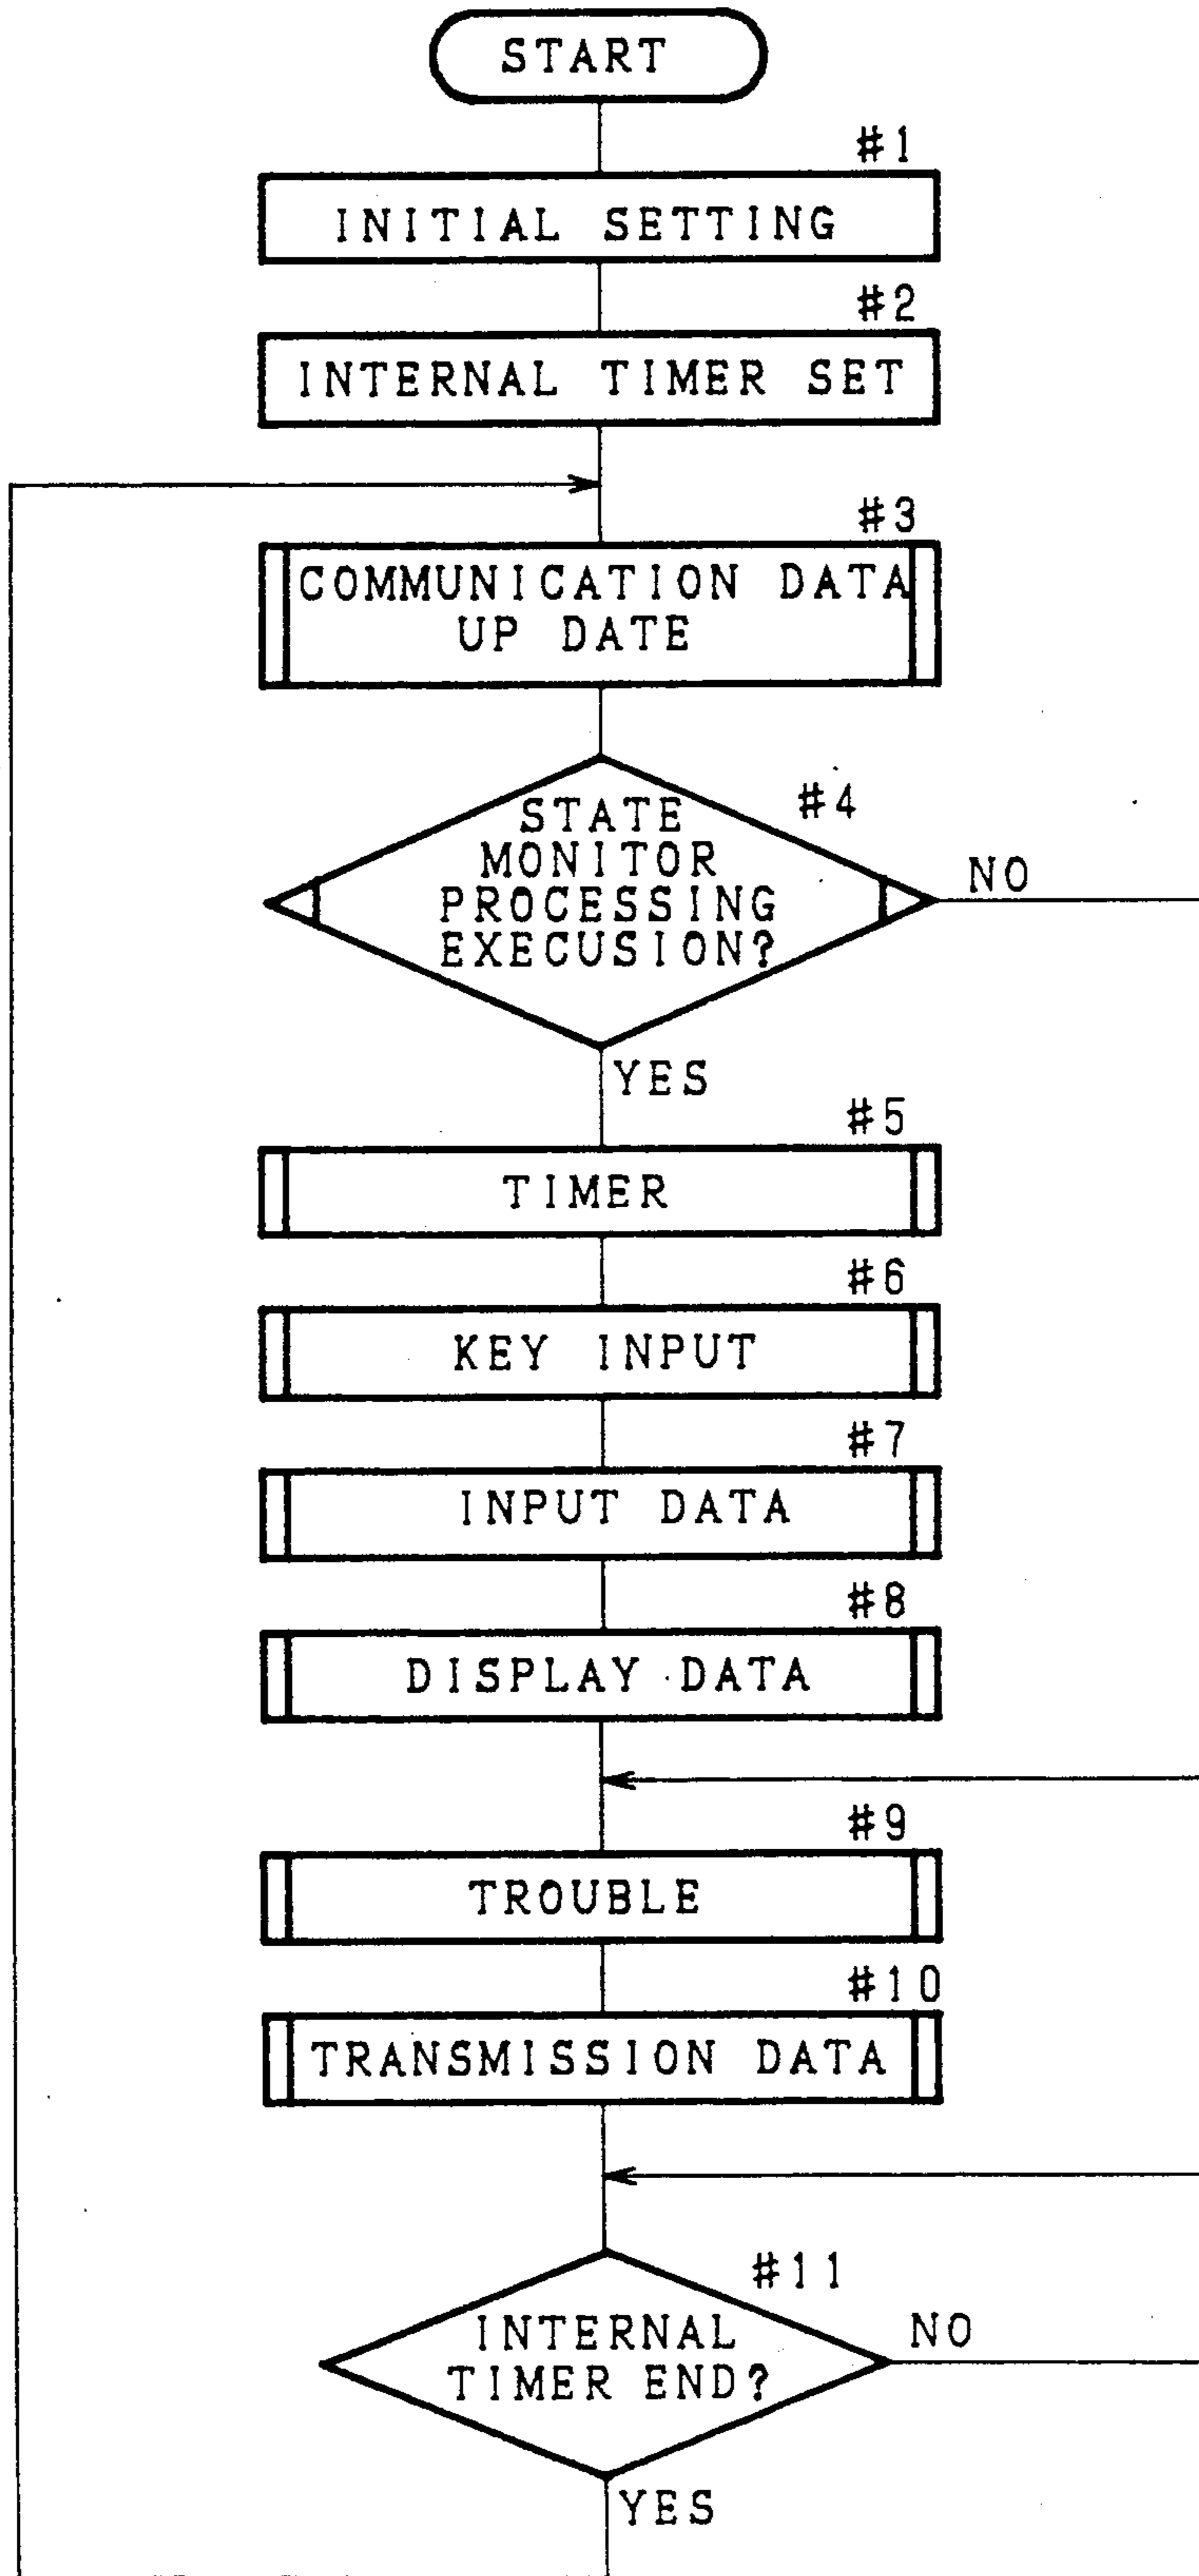 START
#1
INITIAL SETTING
#2
INTERNAL TIMER SET
#3
COMMUNICATION DATA
UP DATE
#4
STATE
MONITOR
PROCESSING
EXECUSION?
NO
YES
#5
TIMER
#6
KEY INPUT
#7
INPUT DATA
#8
DISPLAY DATA
#9
TROUBLE
#10
TRANSMISSION DATA
#11
INTERNAL
TIMER END?
NO
YES